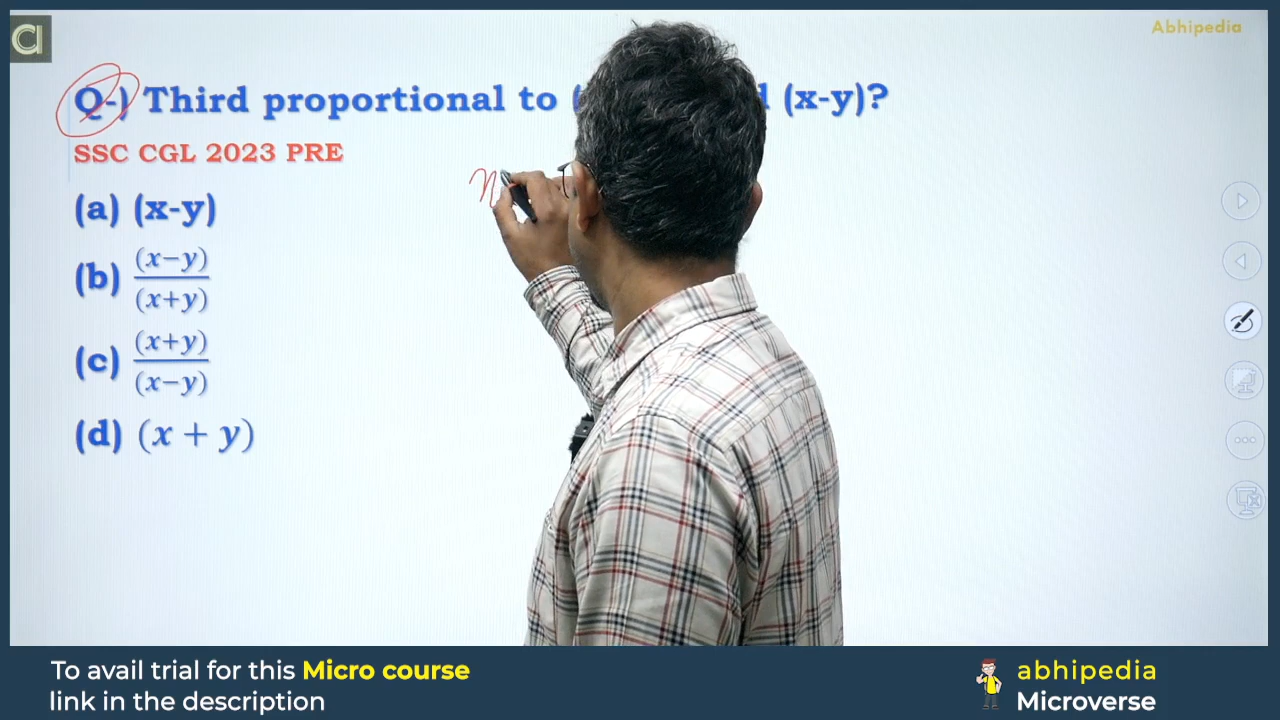 Abhipedia
Q-) Third proportional to ( (x-y)?
SSC CGL 2023 PRE
(a) (x-y)
(b) (x−y)
(x+y)
(c) (x+y)
(x−y)
(d) (x + y)
To avail trial for this Micro course
link in the description
abhipedia
Microverse